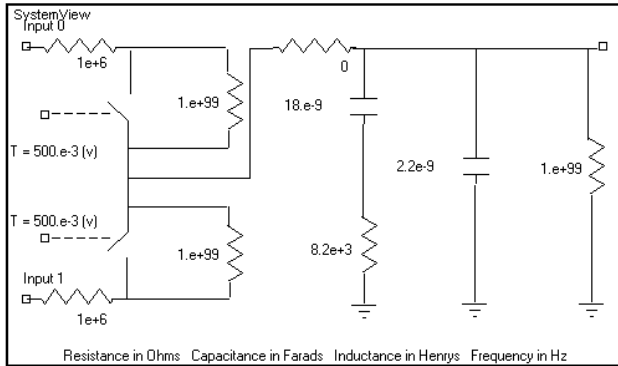 SystemView
Input 0
1e+6
0
1.e+99
18.e-9
T = 500.e-3 (v)
2.2e-9
1.e+99
T = 500.e-3 (v)
1.e+99
8.2e+3
Input 1
1e+6
Resistance in Ohms Capacitance in Farads Inductance in Henrys Frequency in Hz